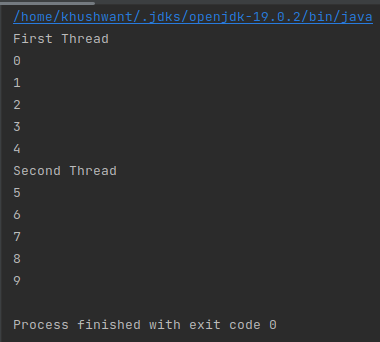 /home/khushwant/.jdks/openjdk-19.0.2/bin/java
First Thread
0
1
2
3
4
Second Thread
5
6
7
8
9
Process finished with exit code 0